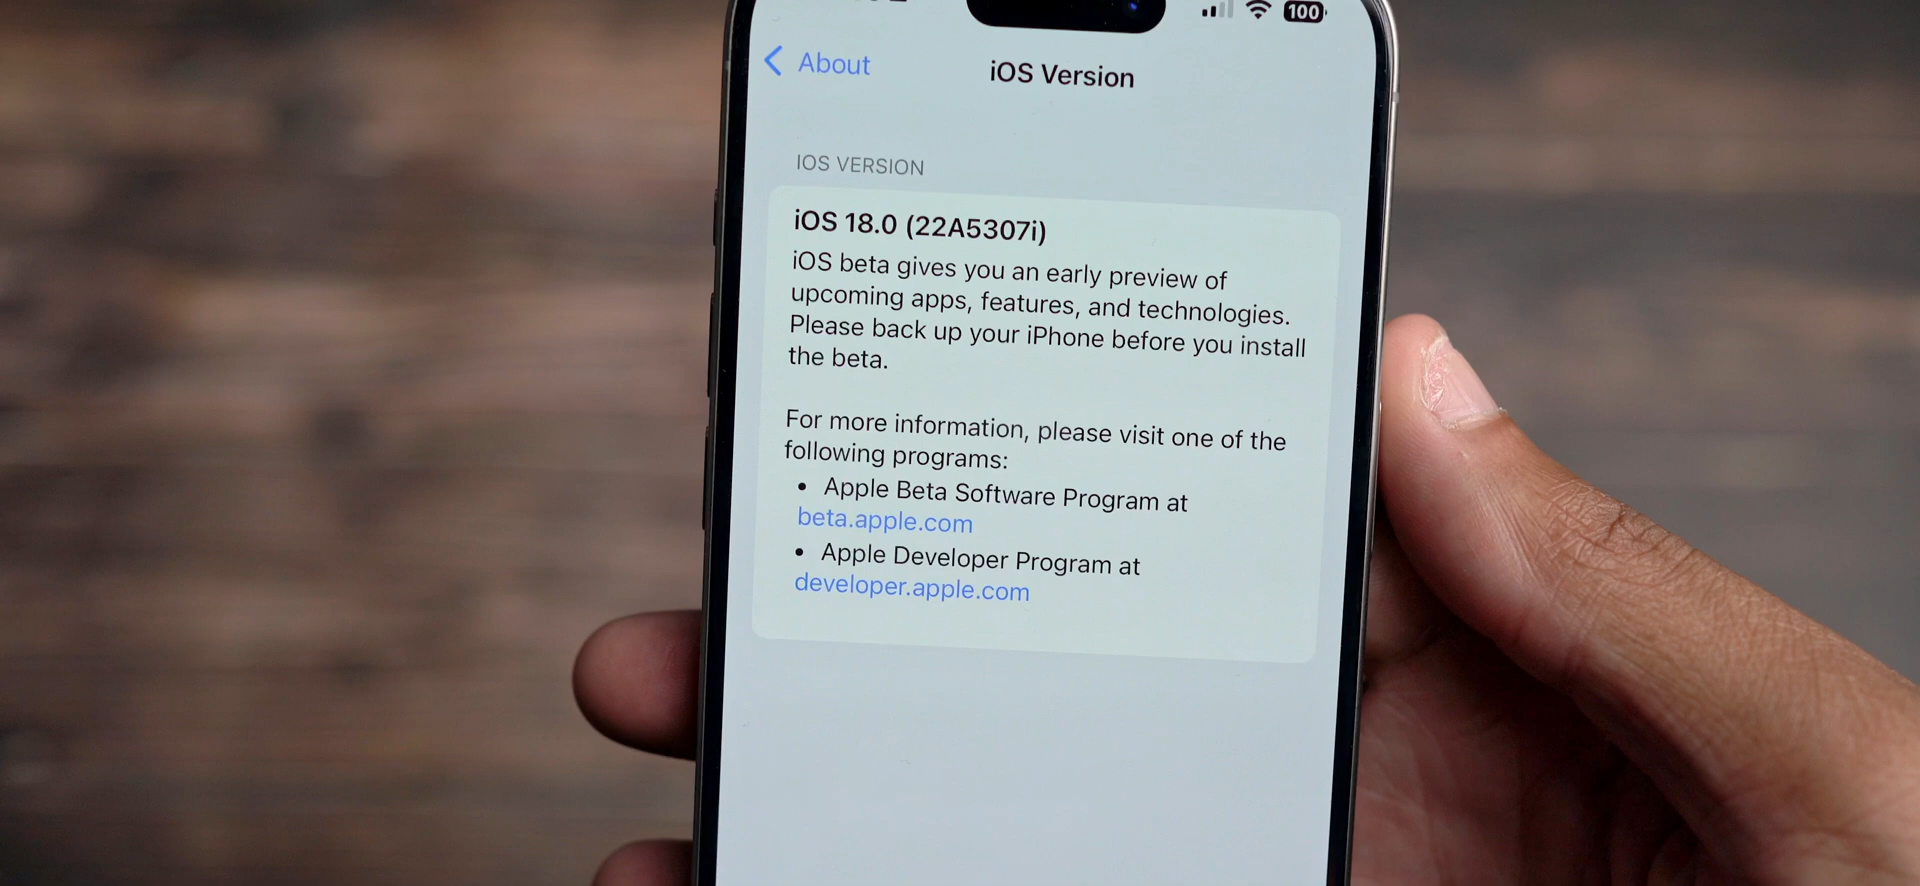 100
About
iOS Version
IOS VERSION
iOS 18.0 (22A5307i)
iOS beta gives you an early preview of
upcoming apps, features, and technologies.
Please back up your iPhone before you install
the beta.
For more information, please visit one of the
following programs:
• Apple Beta Software Program at
beta.apple.com
• Apple Developer Program at
developer.apple.com